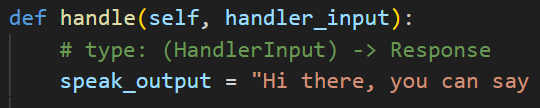 def handle(self, handler_input):
# type: (HandlerInput) -> Response
speak_output = "Hi there, you can say